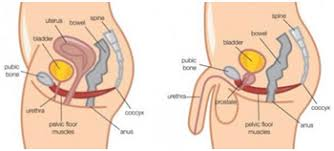 uterus
bowel
spine
bladder
pubic
bone
urethra
pelvic floor
muscles
anus
coccyx
spine
bowel
bladder
pubic
bone
urethra
prostate
pelvic floor
muscles
anus
coccyx